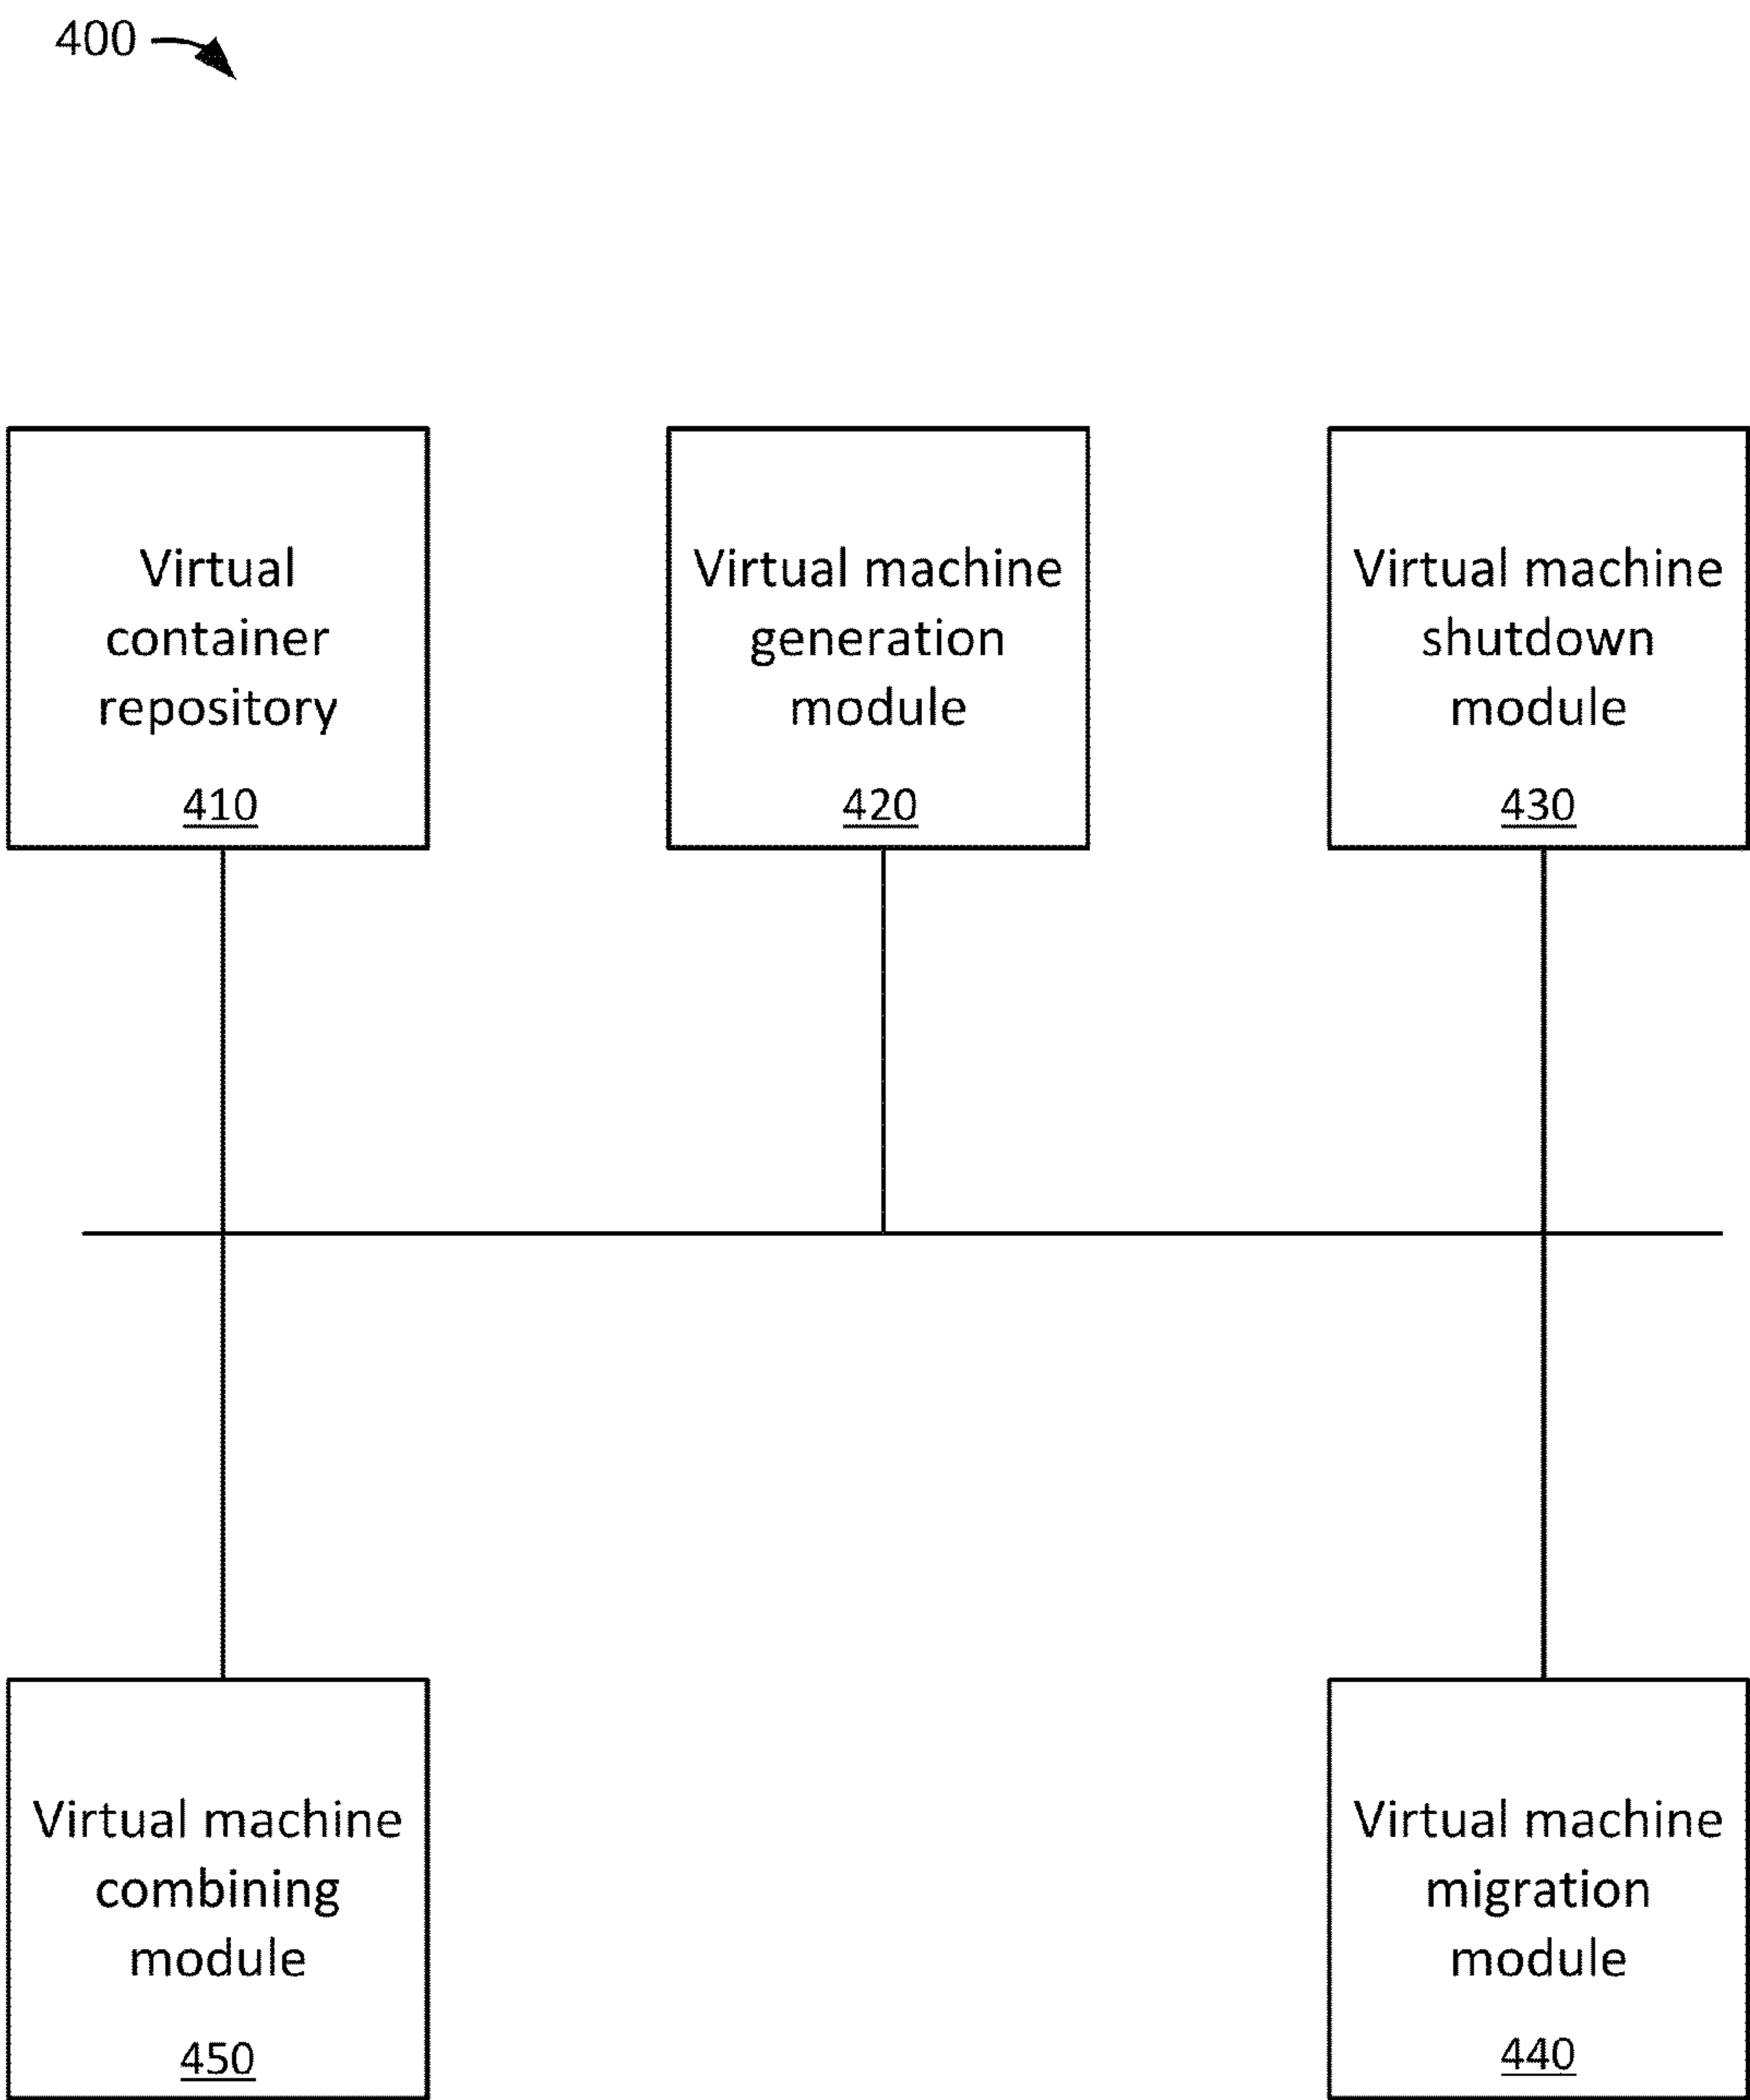 400
Virtual
container
repository
410
Virtual machine
generation
module
420
Virtual machine
shutdown
module
430
Virtual machine
combining
module
450
Virtual machine
migration
module
440